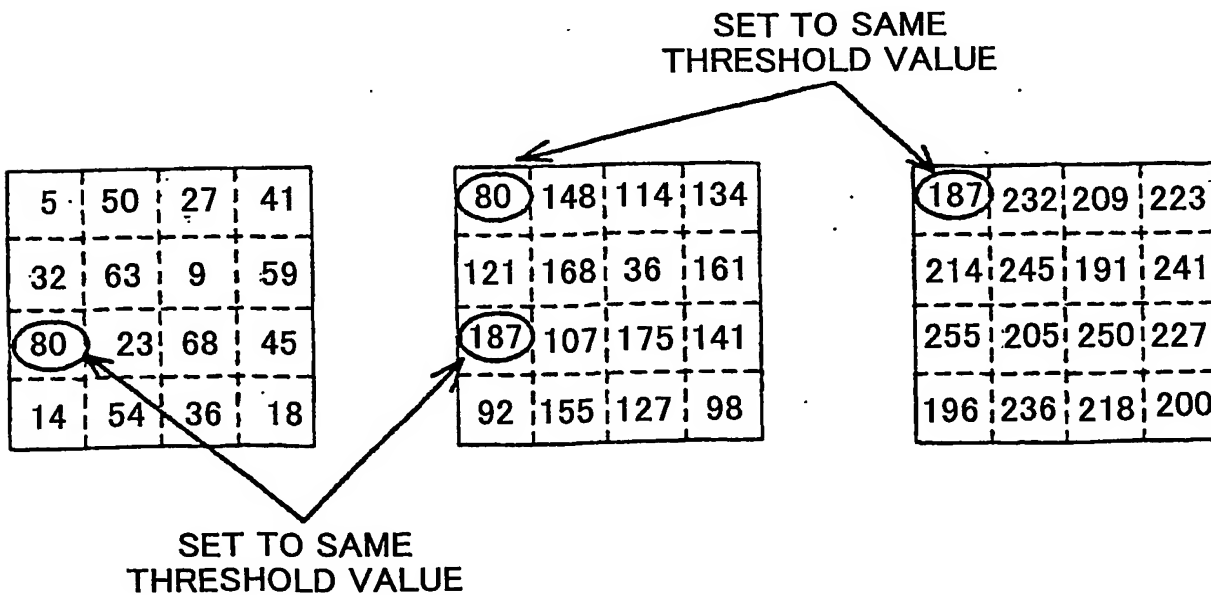 SET TO SAME
THRESHOLD VALUE
5 50 27 41
32 63 9 59
80 23 68 45
14 54 36 18
80 148 114 134
121 168 36 161
187 107 175 141
92 155 127 98
187 232 209 223
214 245 191 241
255 205 250 227
196 236 218 200
SET TO SAME
THRESHOLD VALUE